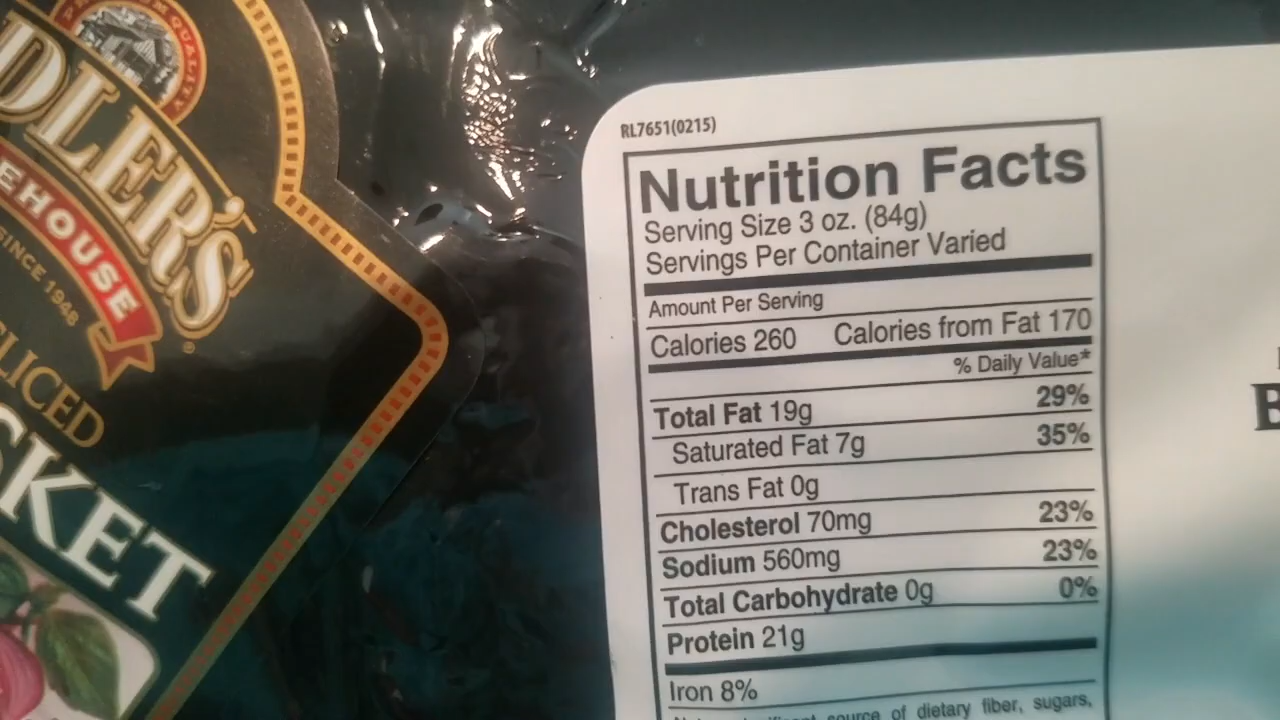 PREMIUM QUALITY
DLER'S
EHOUSE
SINCE 1948
LICED
SKET
RL7651(0215)
Nutrition Facts
Serving Size 3 oz. (84g)
Servings Per Container Varied
Amount Per Serving
Calories 260 Calories from Fat 170
% Daily Value*
Total Fat 19g 29%
Saturated Fat 7g 35%
Trans Fat 0g
Cholesterol 70mg 23%
Sodium 560mg 23%
Total Carbohydrate 0g 0%
Protein 21g
Iron 8%
source of dietary fiber, sugars,
B